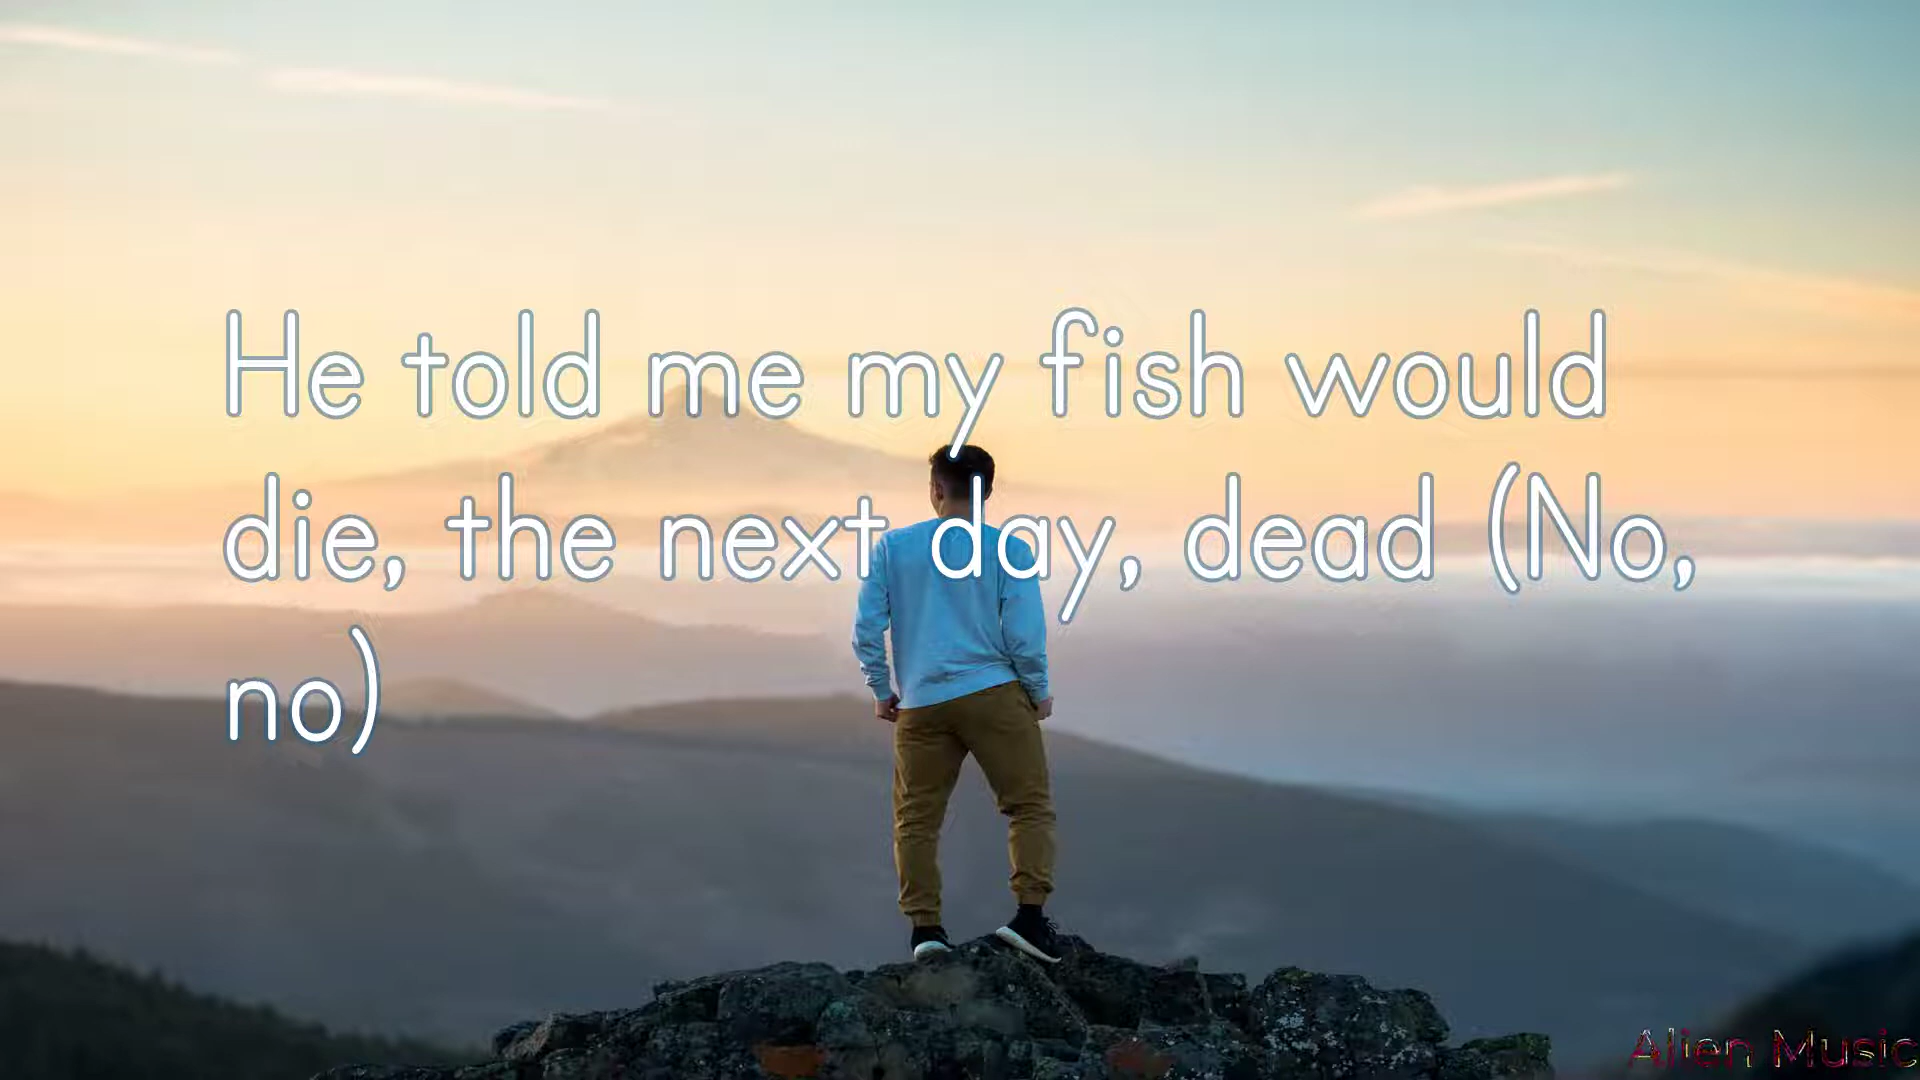 He told me my fish would
die, the next day, dead (No,
no)
Alien Music